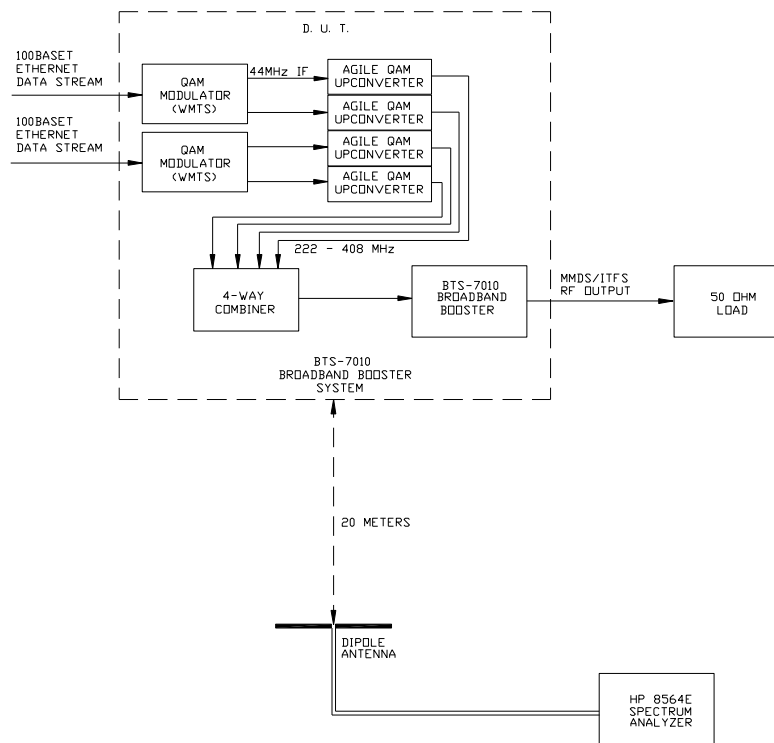 D. U. T.
100BASET
ETHERNET
DATA STREAM
QAM
MODULATOR
(WMTS)
44MHz IF
AGILE QAM
UPCONVERTER
AGILE QAM
UPCONVERTER
100BASET
ETHERNET
DATA STREAM
QAM
MODULATOR
(WMTS)
AGILE QAM
UPCONVERTER
AGILE QAM
UPCONVERTER
222 - 408 MHz
4-WAY
COMBINER
BTS-7010
BROADBAND
BOOSTER
MMDS/ITFS
RF OUTPUT
50 OHM
LOAD
BTS-7010
BROADBAND BOOSTER
SYSTEM
20 METERS
DIPOLE
ANTENNA
HP 8564E
SPECTRUM
ANALYZER